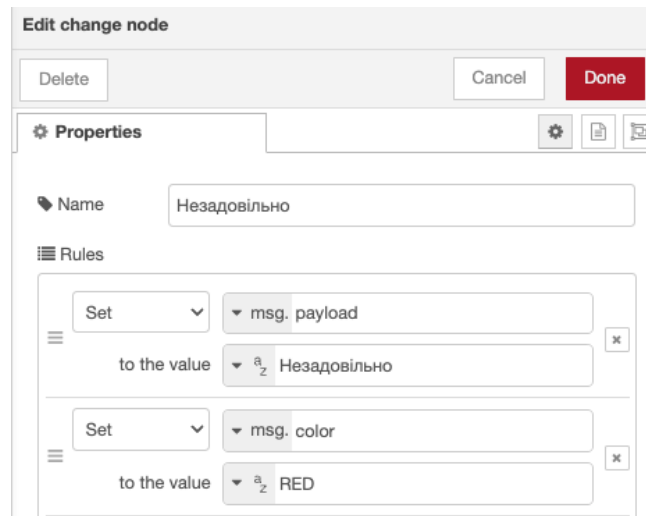 Edit change node
Delete Cancel Done
Properties
Name Незадовільно
Rules
Set msg. payload
to the value a z Незадовільно
Set msg. color
to the value a z RED